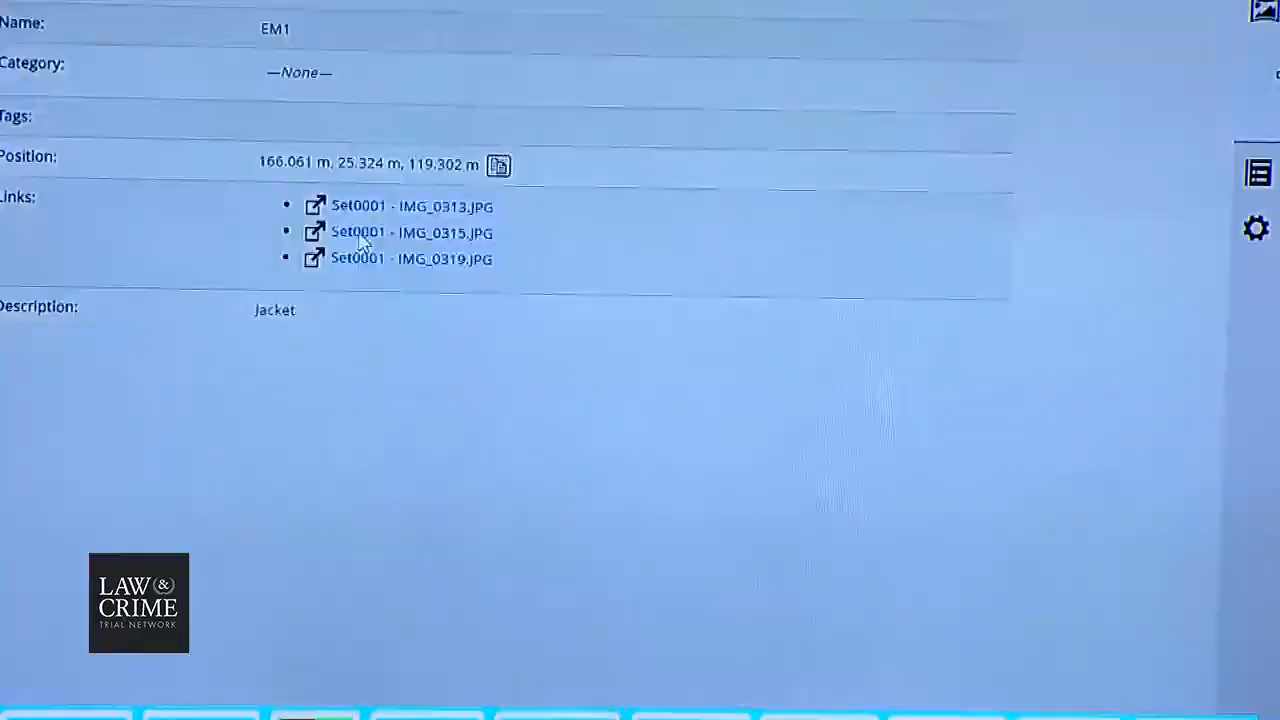 Name: EM1
Category: —None—
Tags:
Position: 166.061 m, 25.324 m, 119.302 m
Links:
• Set0001 - IMG_0313.JPG
• Set0001 - IMG_0315.JPG
• Set0001 - IMG_0319.JPG
Description: Jacket
LAW &
CRIME
TRIAL NETWORK